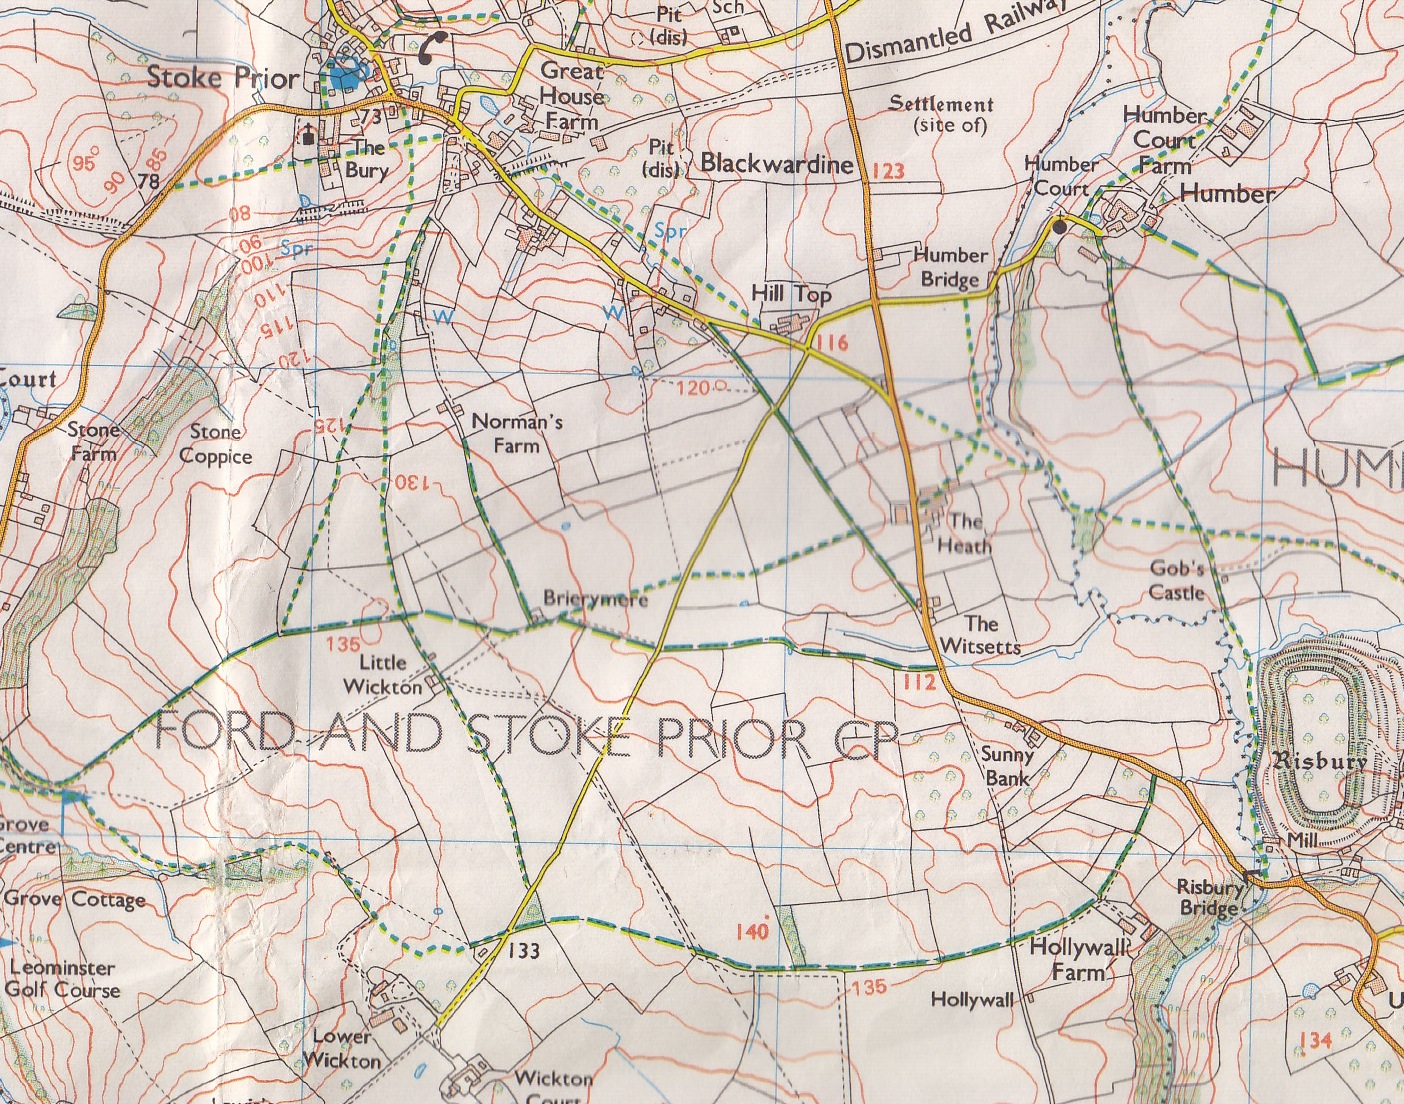 Pit
(dis)
Sch
Dismantled Railway
Stoke Prior
Great
House
Farm
Settlement
(site of)
73
The
Bury
95
90
85
78
80
Pit
(dis)
Blackwardine
123
Humber
Court
Farm
Humber
Court
Humber
Spr
90
100
110
115
120
125
130
Spr
W
W
Humber
Bridge
Hill Top
116
120
Court
Stone
Farm
Stone
Coppice
Norman's
Farm
HUM
The
Heath
Gob's
Castle
Brierymere
135
Little
Wickton
The
Witsetts
112
FORD AND STOKE PRIOR CP
Sunny
Bank
Risbury
Mill
Grove
Centre
Grove Cottage
Risbury
Bridge
133
140
135
Hollywall
Farm
Hollywall
Leominster
Golf Course
Lower
Wickton
Wickton
Court
U
134